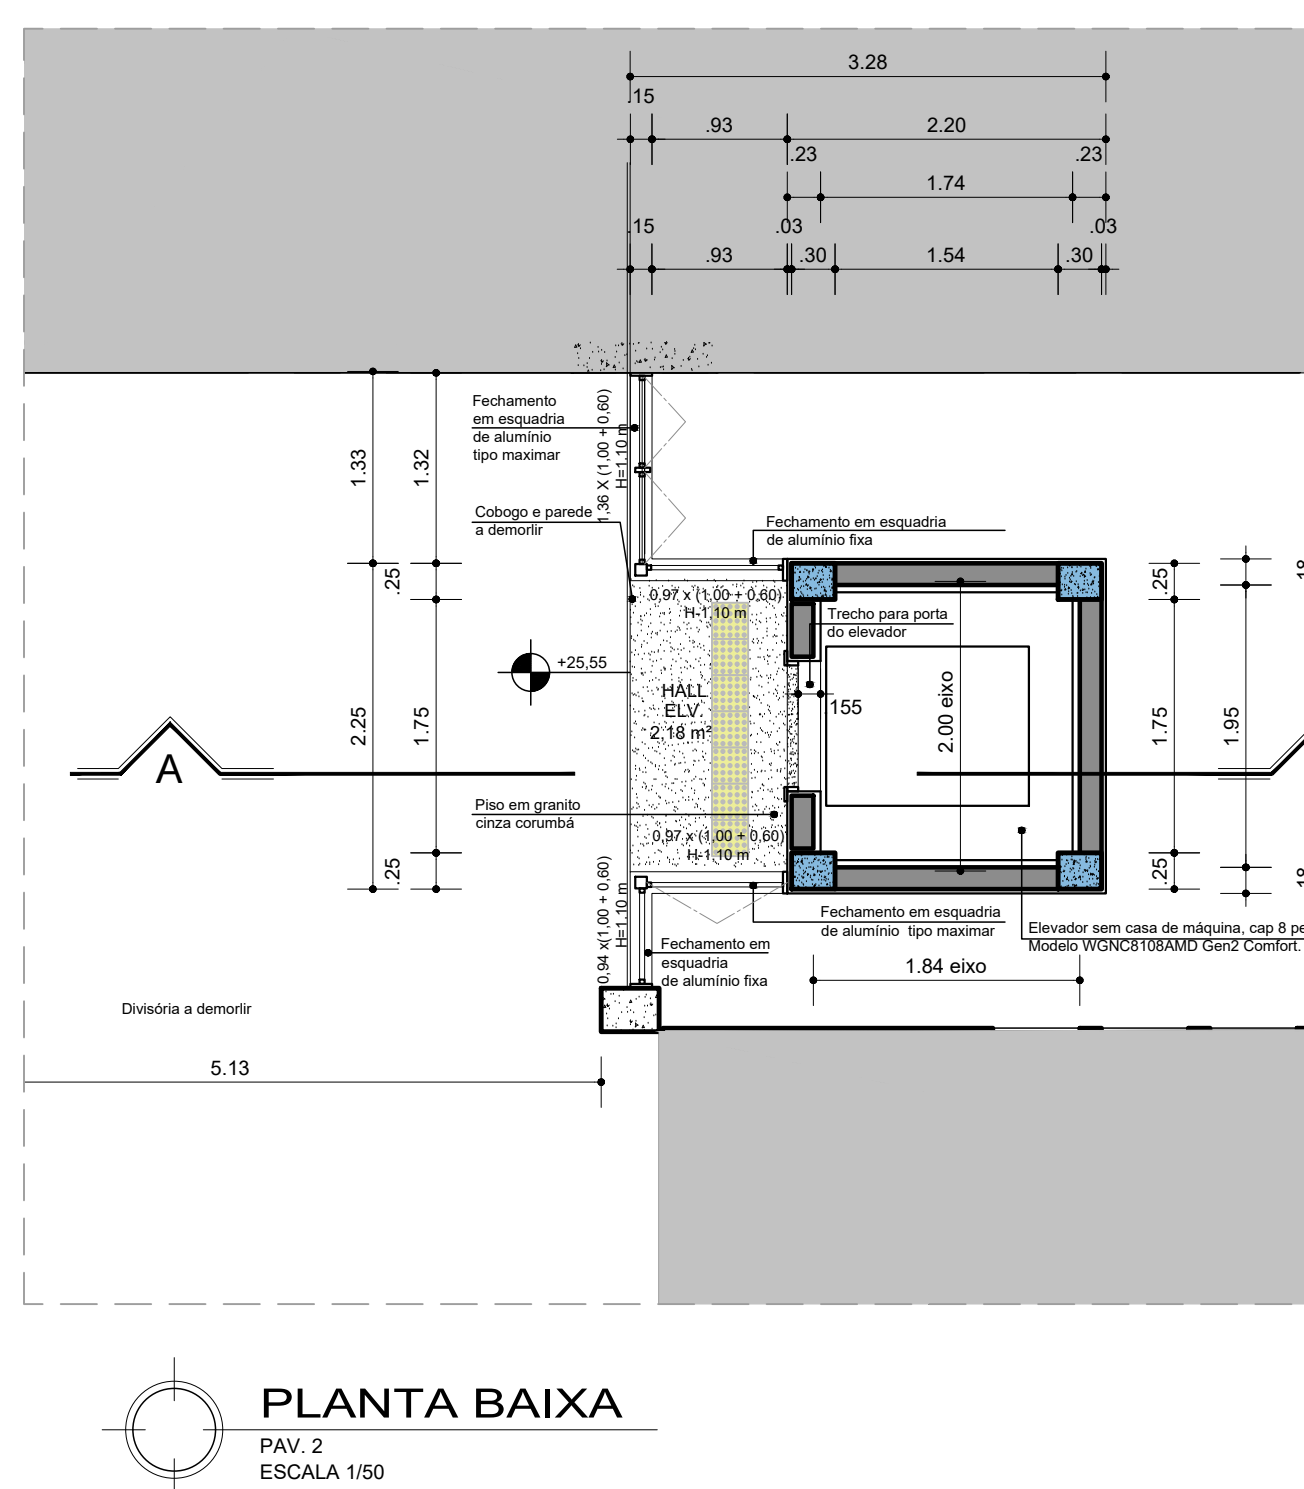 3.28
.15
.93
2.20
.23
.23
1.74
.15
.03
.03
.93
.30
1.54
.30
Fechamento
em esquadria
de alumínio
tipo maximar
1,36 X (1,00 + 0,60)
H=1.10 m
1.33
1.32
Cobogo e parede
a demorlir
Fechamento em esquadria
de alumínio fixa
.25
.25
18
0,97 x (1,00 + 0,60)
H-1,10 m
Trecho para porta
do elevador
+25,55
HALL
ELV.
2,18 m²
155
2.00 eixo
2.25
1.75
1.75
1.95
A
Piso em granito
cinza corumbá
0,97 x (1,00 + 0,60)
H-1,10 m
.25
.25
18
0,94 x(1,00 + 0,60)
H=1.10 m
Fechamento em esquadria
de alumínio tipo maximar
Elevador sem casa de máquina, cap 8 pe
Modelo WGNC8108AMD Gen2 Comfort.
Fechamento em
esquadria
de alumínio fixa
1.84 eixo
Divisória a demorlir
5.13
PLANTA BAIXA
PAV. 2
ESCALA 1/50